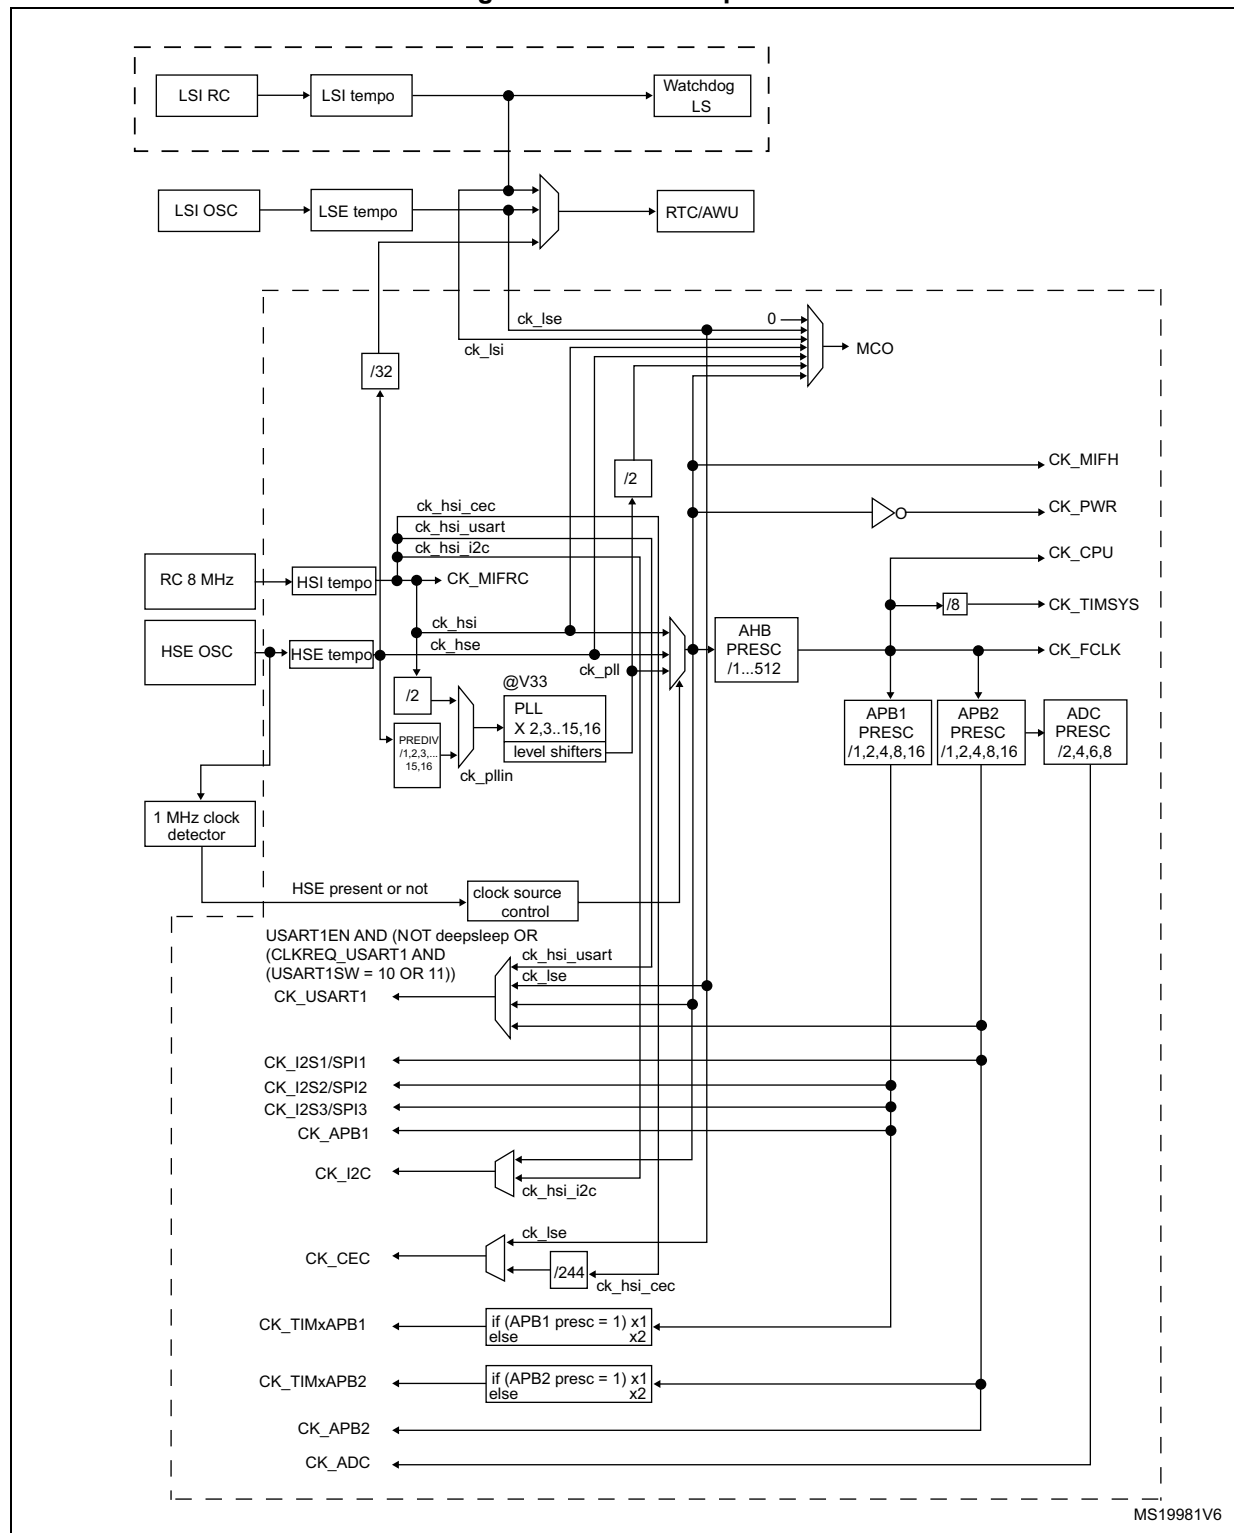 LSI RC
LSI tempo
Watchdog
LS
LSI OSC
LSE tempo
RTC/AWU
ck_lse
0
ck_lsi
MCO
/32
/2
CK_MIFH
ck_hsi_cec
CK_PWR
ck_hsi_usart
ck_hsi_i2c
CK_CPU
RC 8 MHz
HSI tempo
CK_MIFRC
/8
CK_TIMSYS
ck_hsi
HSE OSC
HSE tempo
ck_hse
AHB
PRESC
/1...512
CK_FCLK
ck_pll
/2
@V33
PLL
X 2,3..15,16
level shifters
PREDIV
/1,2,3,...
15,16
ck_pllin
APB1
PRESC
/1,2,4,8,16
APB2
PRESC
/1,2,4,8,16
ADC
PRESC
/2,4,6,8
1 MHz clock
detector
HSE present or not
clock source
control
USART1EN AND (NOT deepsleep OR
(CLKREQ_USART1 AND
(USART1SW = 10 OR 11))
ck_hsi_usart
ck_lse
CK_USART1
CK_I2S1/SPI1
CK_I2S2/SPI2
CK_I2S3/SPI3
CK_APB1
CK_I2C
ck_hsi_i2c
ck_lse
CK_CEC
/244
ck_hsi_cec
CK_TIMxAPB1
if (APB1 presc = 1) x1
else x2
CK_TIMxAPB2
if (APB2 presc = 1) x1
else x2
CK_APB2
CK_ADC
MS19981V6